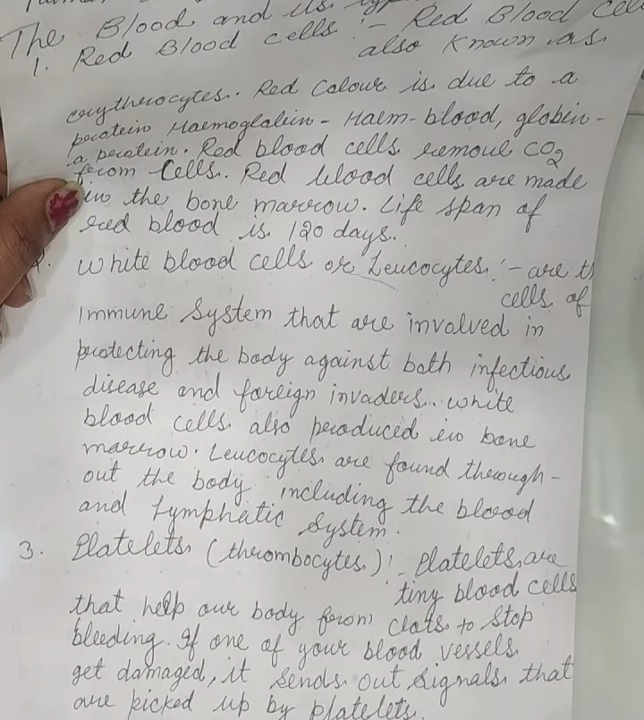 The Blood and its
1. Red Blood cells :- Red Blood Cell
also Known as
erythrocytes. Red Colour is due to a
protein Haemoglobin - Haem-blood, globin-
a protein. Red blood cells remove CO2
from Cells. Red blood cells are made
in the bone marrow. Life span of
red blood is 120 days.
White blood cells or Leucocytes :- are th
cells of
Immune System that are involved in
protecting the body against both infectious
disease and foreign invaders. white
blood cells also produced in bone
marrow. Leucocytes are found through-
out the body including the blood
and Lymphatic System.
3. Platelets (thrombocytes) :- Platelets are
tiny blood cells
that help our body form clots to stop
bleeding. If one of your blood vessels
get damaged, it sends out signals that
are picked up by platelets.